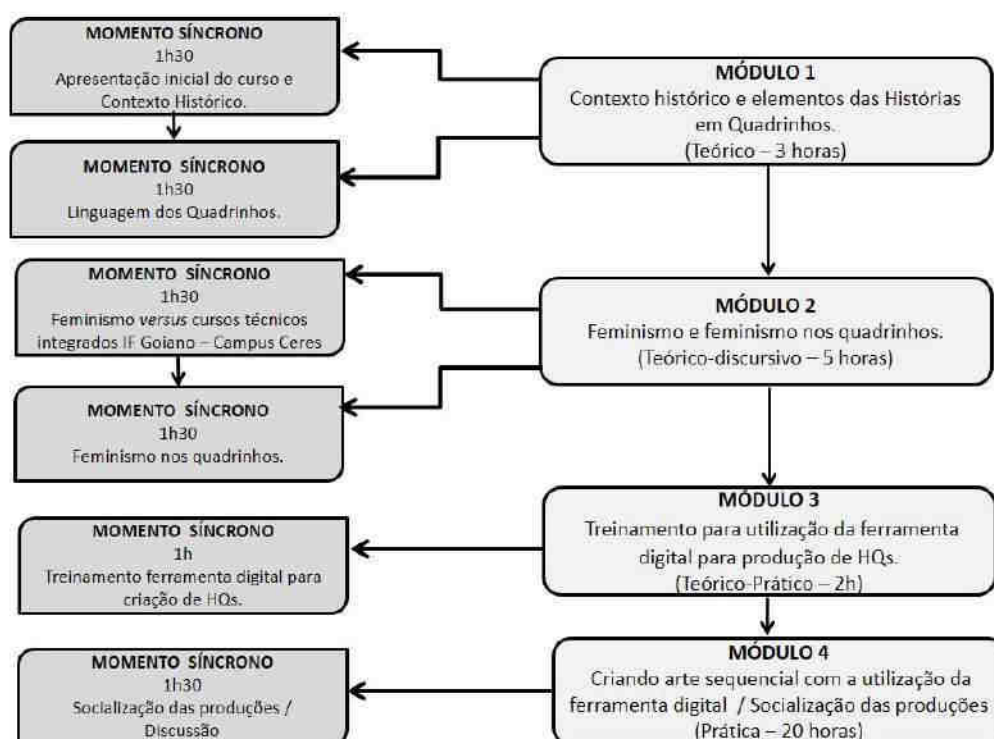 MOMENTO SÍNCRONO
1h30
Apresentação inicial do curso e
Contexto Histórico.
MOMENTO SÍNCRONO
1h30
Linguagem dos Quadrinhos.
MÓDULO 1
Contexto histórico e elementos das Histórias
em Quadrinhos.
(Teórico – 3 horas)
MOMENTO SÍNCRONO
1h30
Feminismo versus cursos técnicos
integrados IF Goiano – Campus Ceres
MOMENTO SÍNCRONO
1h30
Feminismo nos quadrinhos.
MÓDULO 2
Feminismo e feminismo nos quadrinhos.
(Teórico-discursivo – 5 horas)
MOMENTO SÍNCRONO
1h
Treinamento ferramenta digital para
criação de HQs.
MÓDULO 3
Treinamento para utilização da ferramenta
digital para produção de HQs.
(Teórico-Prático – 2h)
MOMENTO SÍNCRONO
1h30
Socialização das produções /
Discussão
MÓDULO 4
Criando arte sequencial com a utilização da
ferramenta digital / Socialização das produções
(Prática – 20 horas)